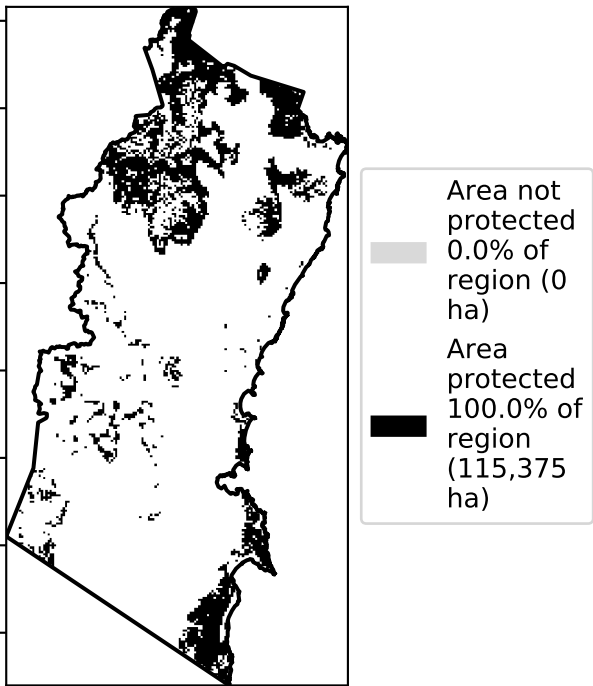 Area not
protected
0.0% of
region (0
ha)
Area
protected
100.0% of
region
(115,375
ha)